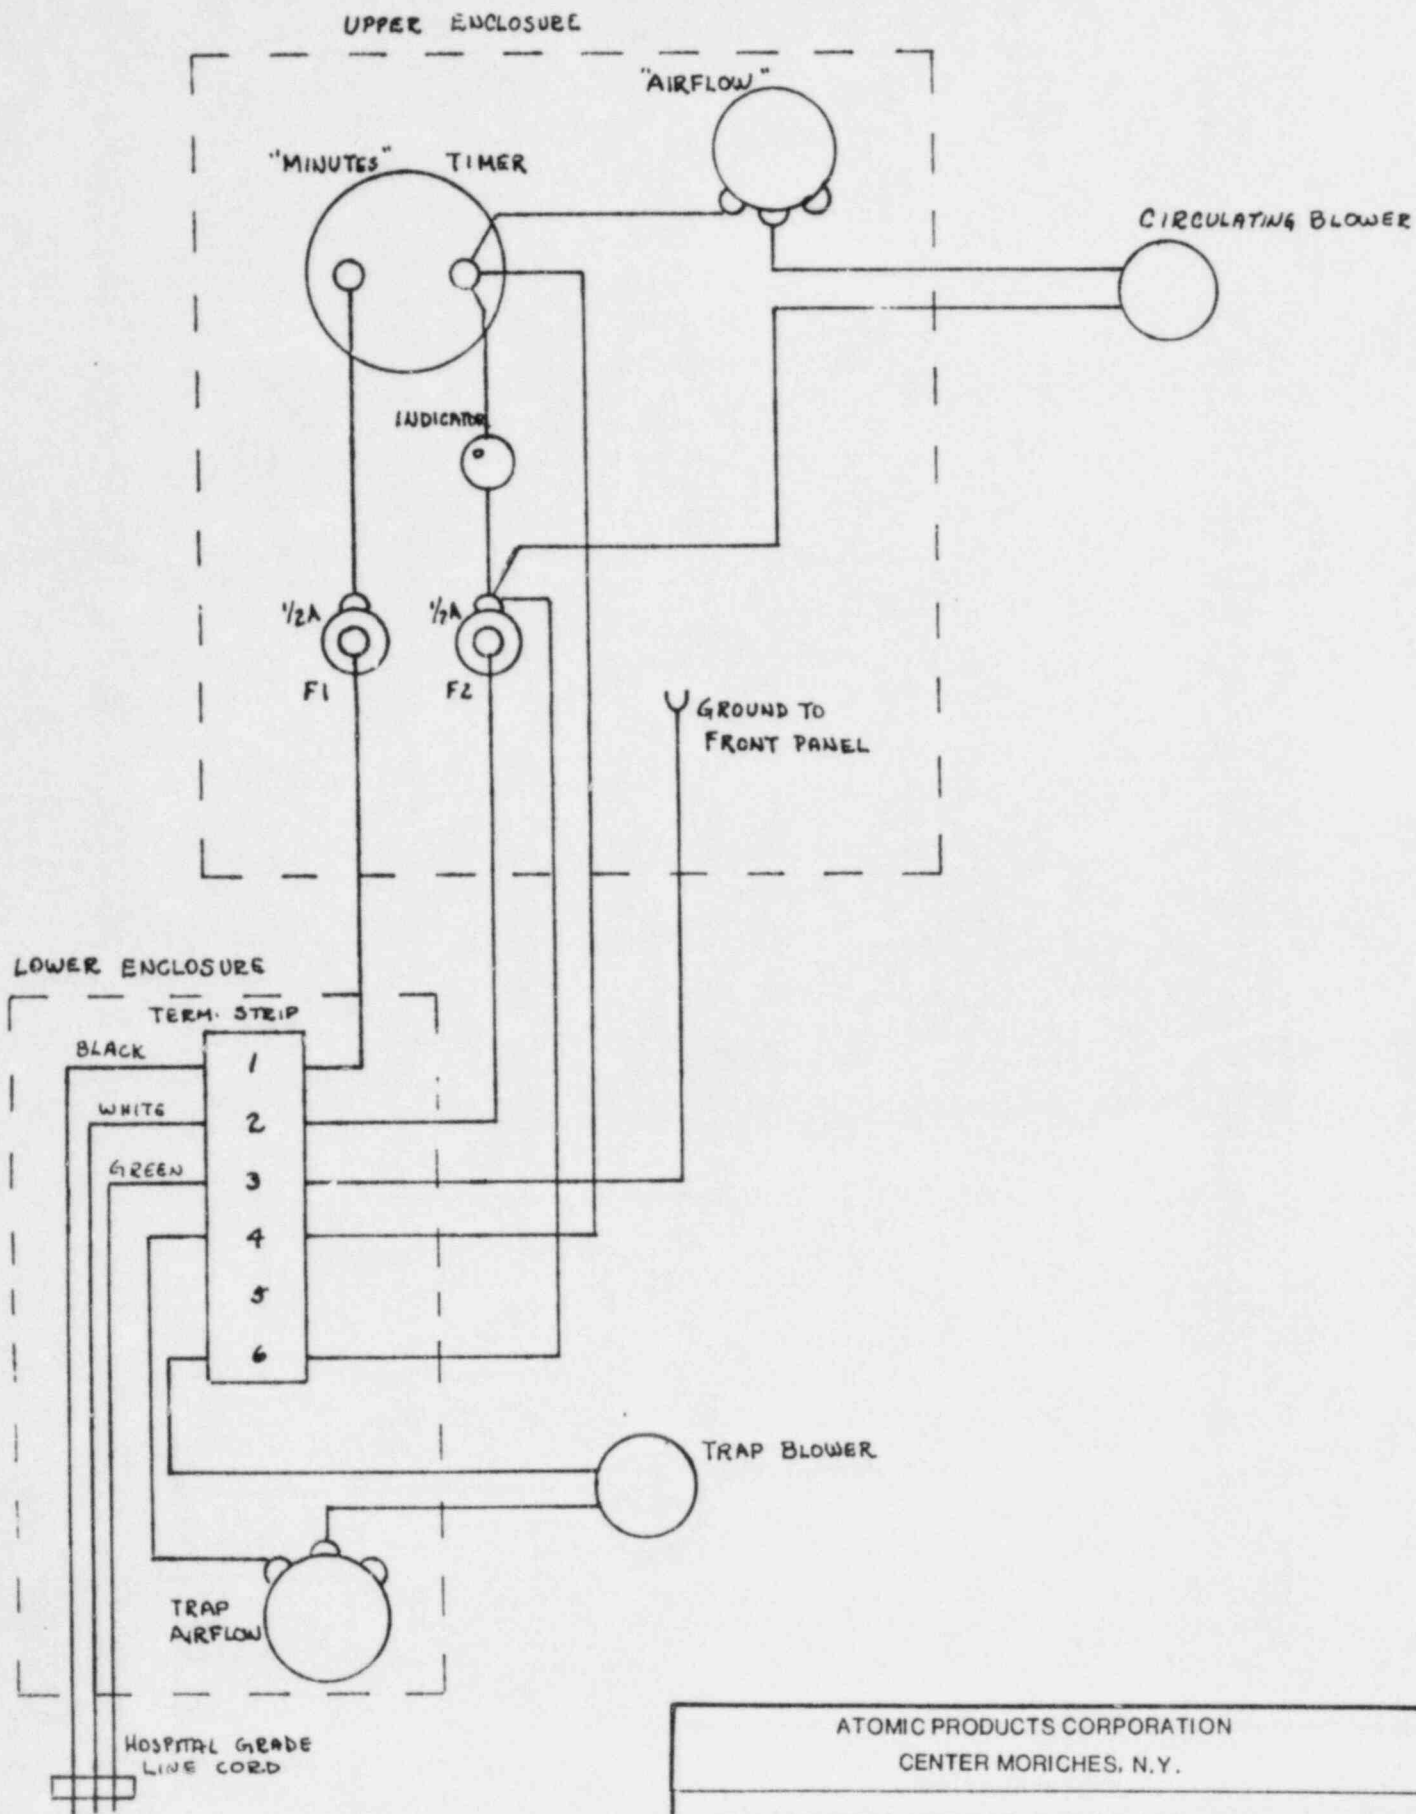 UPPER ENCLOSURE
"AIRFLOW"
"MINUTES" TIMER
CIRCULATING BLOWER
INDICATOR
1/2A
1/2A
F1
F2
GROUND TO
FRONT PANEL
LOWER ENCLOSURE
TERM. STRIP
BLACK
1
WHITE
2
GREEN
3
4
5
6
TRAP BLOWER
TRAP
AIRFLOW
HOSPITAL GRADE
LINE CORD
ATOMIC PRODUCTS CORPORATION
CENTER MORICHES, N.Y.